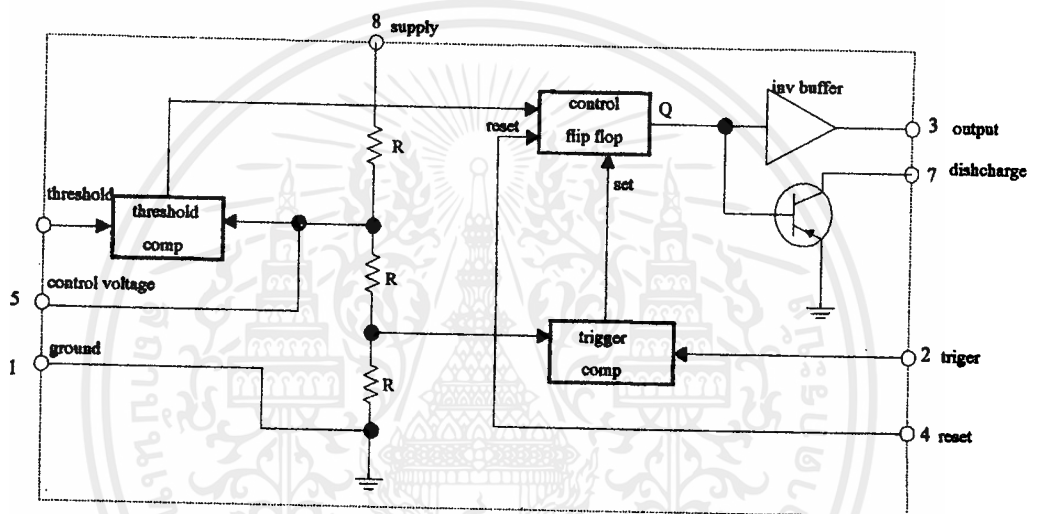 8 supply
inv buffer
control
flip flop
Q
reset
R
3 output
7 dishcharge
set
threshold
threshold
comp
R
control voltage
5
ground
1
trigger
comp
2 triger
R
4 reset